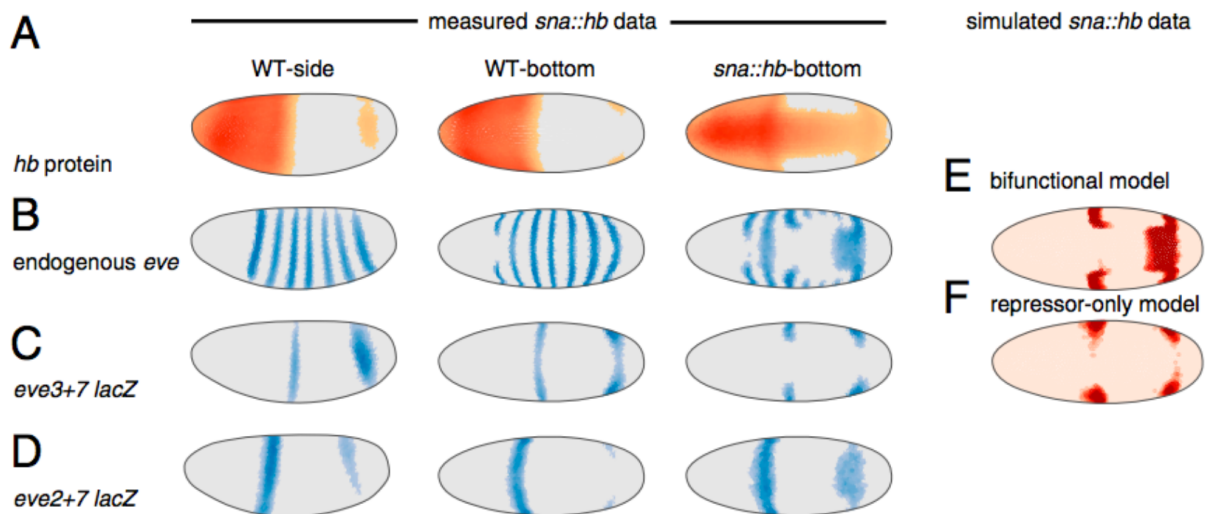 A
measured sna::hb data
simulated sna::hb data
WT-side
WT-bottom
sna::hb-bottom
hb protein
B
endogenous eve
C
eve3+7 lacZ
D
eve2+7 lacZ
E
bifunctional model
F
repressor-only model